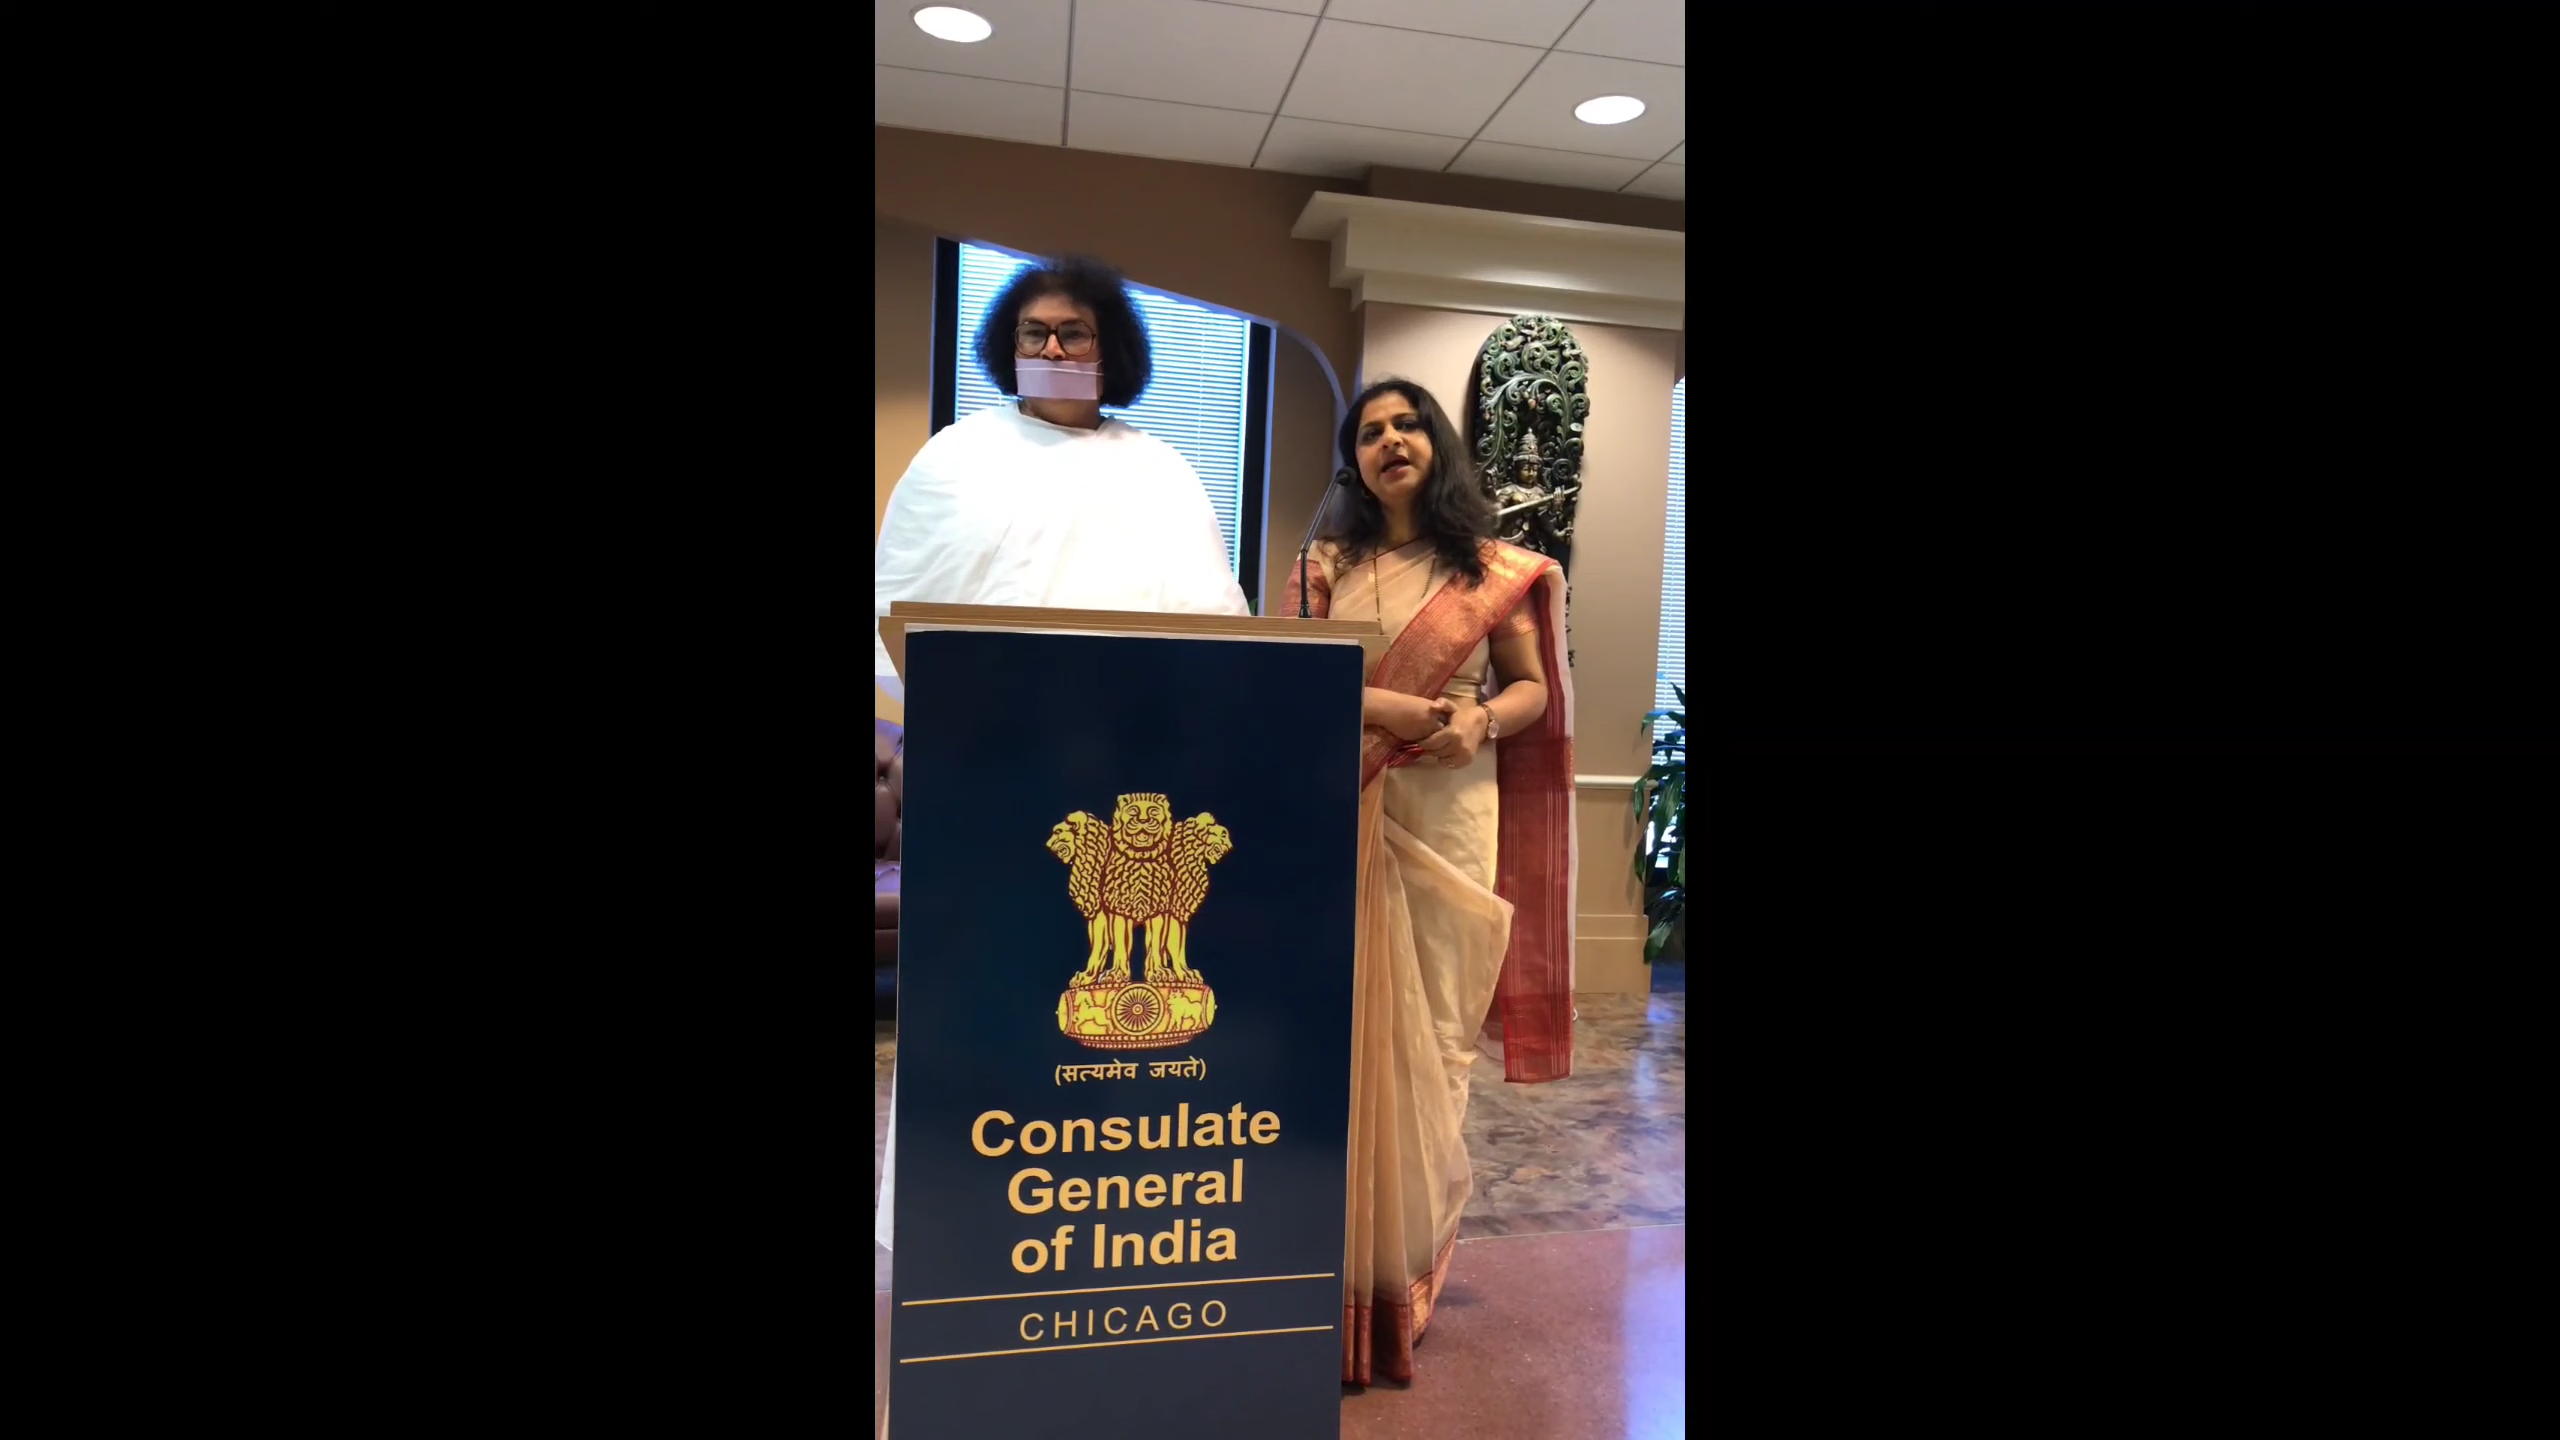 (सत्यमेव जयते)
Consulate
General
of India
CHICAGO